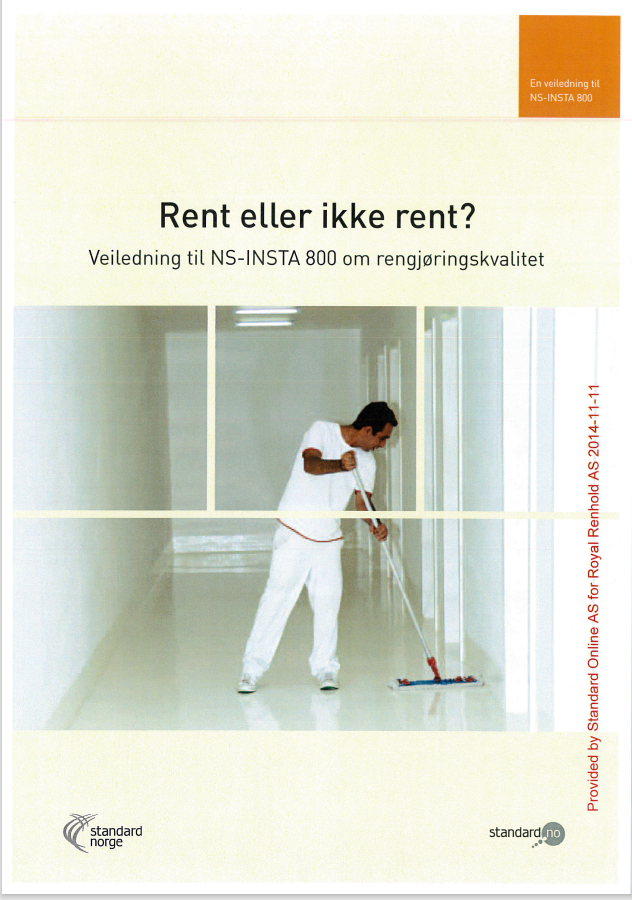 En veiledning til
NS-INSTA 800
Rent eller ikke rent?
Veiledning til NS-INSTA 800 om rengjøringskvalitet
Provided by Standard Online AS for Royal Renhold AS 2014-11-11
standard
norge
standard.no